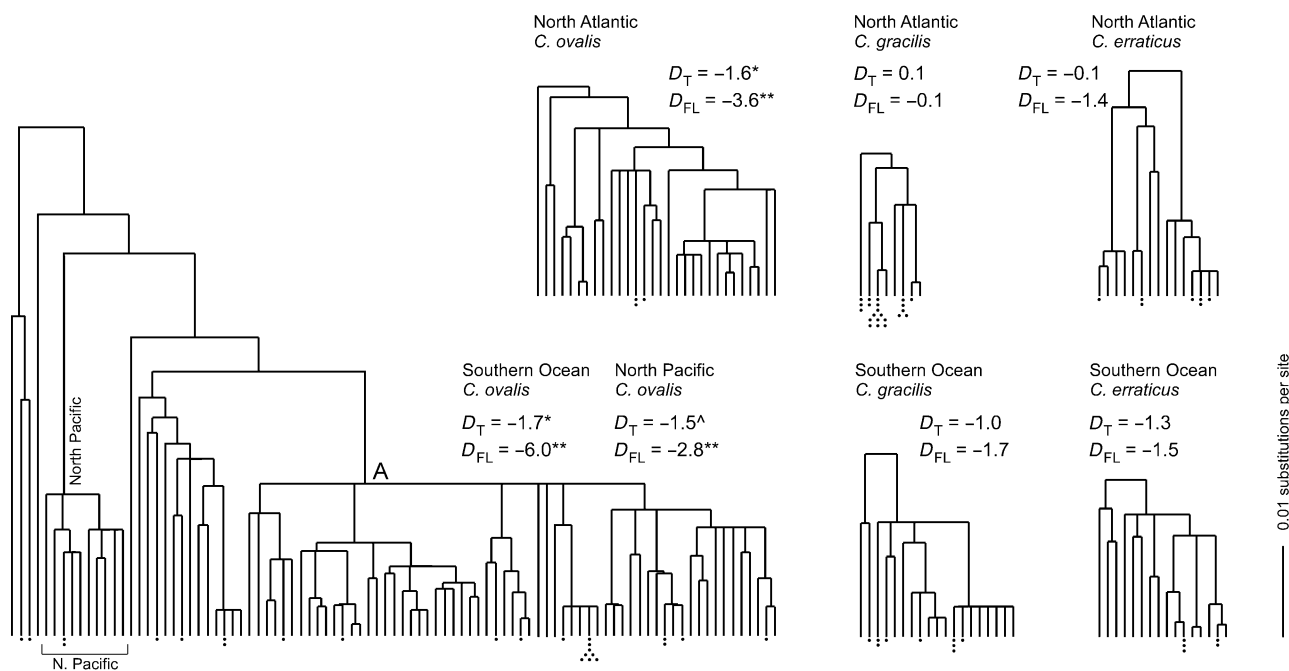 North Atlantic
C. ovalis
D_T = −1.6*
D_FL = −3.6**
North Atlantic
C. gracilis
D_T = 0.1
D_FL = −0.1
North Atlantic
C. erraticus
D_T = −0.1
D_FL = −1.4
North Pacific
A
Southern Ocean
C. ovalis
D_T = −1.7*
D_FL = −6.0**
North Pacific
C. ovalis
D_T = −1.5^
D_FL = −2.8**
Southern Ocean
C. gracilis
D_T = −1.0
D_FL = −1.7
Southern Ocean
C. erraticus
D_T = −1.3
D_FL = −1.5
0.01 substitutions per site
N. Pacific